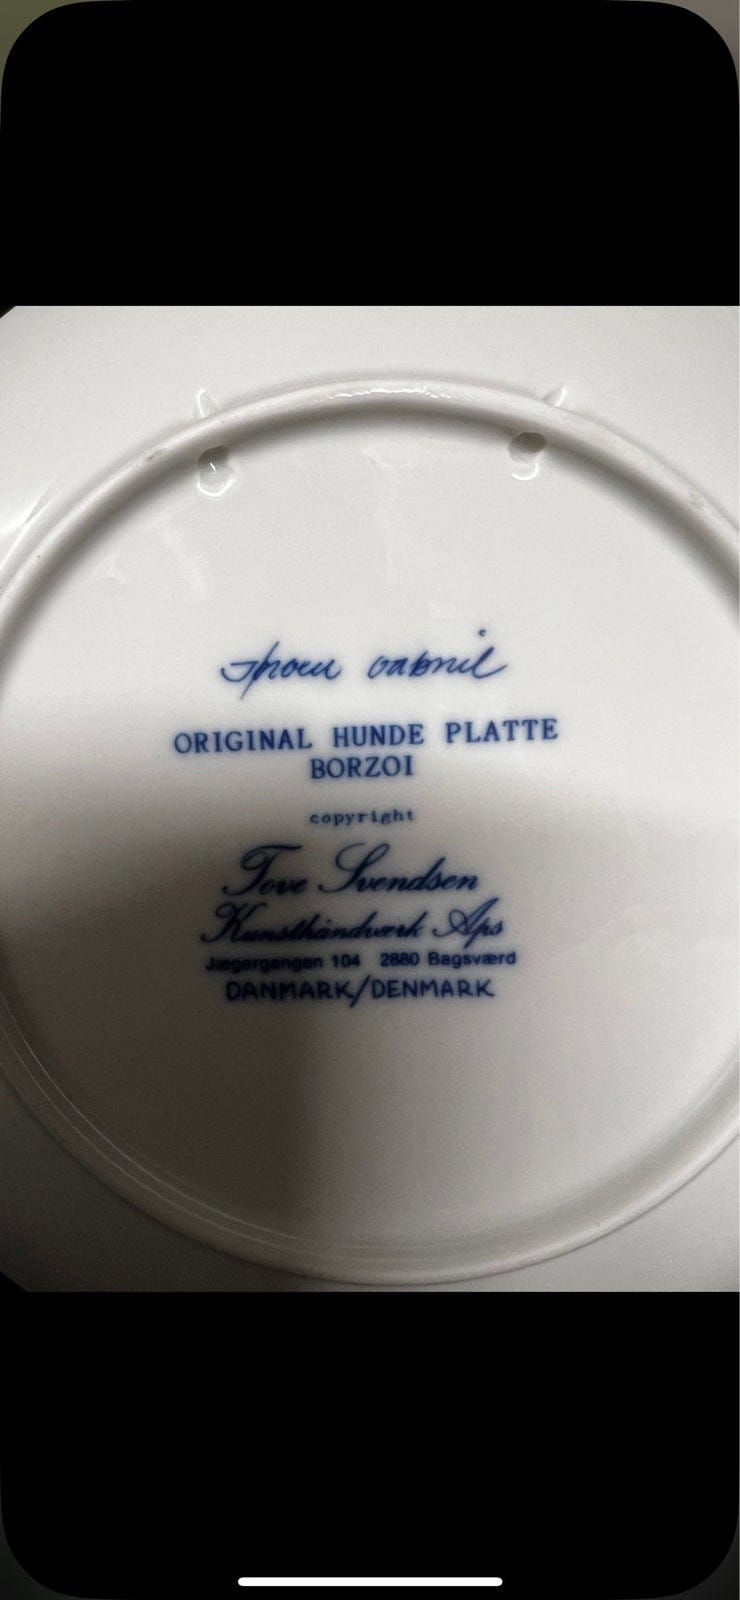 ORIGINAL HUNDE PLATTE
BORZOI
copyright
Tove Svendsen
Kunsthåndværk Aps
Jægergangen 104 2880 Bagsværd
DANMARK/DENMARK